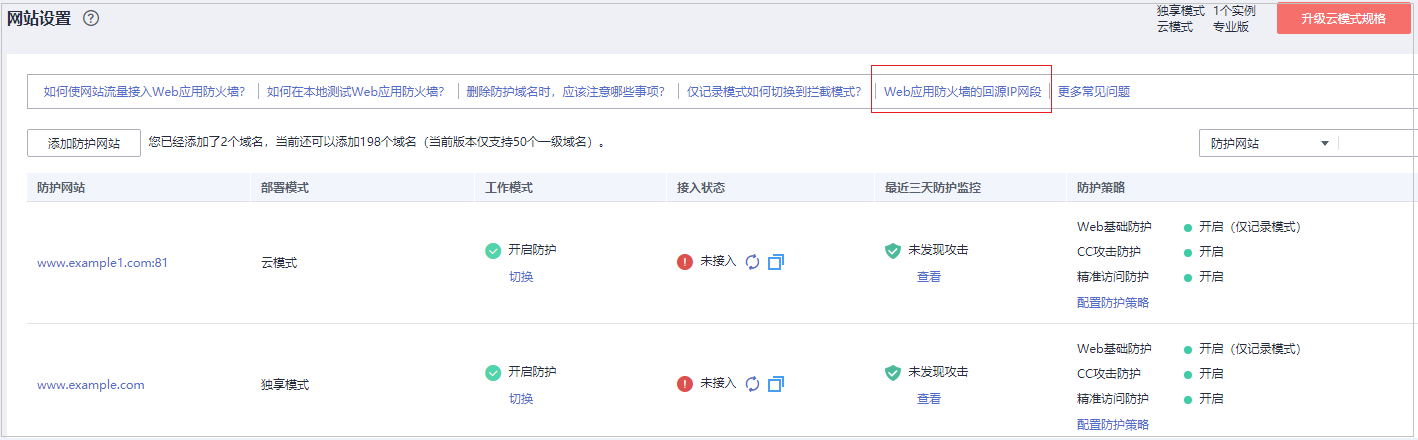 网站设置 ?
独享模式 1个实例
云模式 专业版
升级云模式规格
如何使网站流量接入Web应用防火墙? 如何在本地测试Web应用防火墙? 删除防护域名时，应该注意哪些事项? 仅记录模式如何切换到拦截模式? Web应用防火墙的回源IP网段 更多常见问题
添加防护网站 您已经添加了2个域名，当前还可以添加198个域名（当前版本仅支持50个一级域名）。 防护网站
防护网站 部署模式 工作模式 接入状态 最近三天防护监控 防护策略
www.example1.com:81 云模式 开启防护 切换 未接入 未发现攻击 查看
Web基础防护 开启（仅记录模式）
CC攻击防护 开启
精准访问防护 开启
配置防护策略
www.example.com 独享模式 开启防护 切换 未接入 未发现攻击 查看
Web基础防护 开启（仅记录模式）
CC攻击防护 开启
精准访问防护 开启
配置防护策略